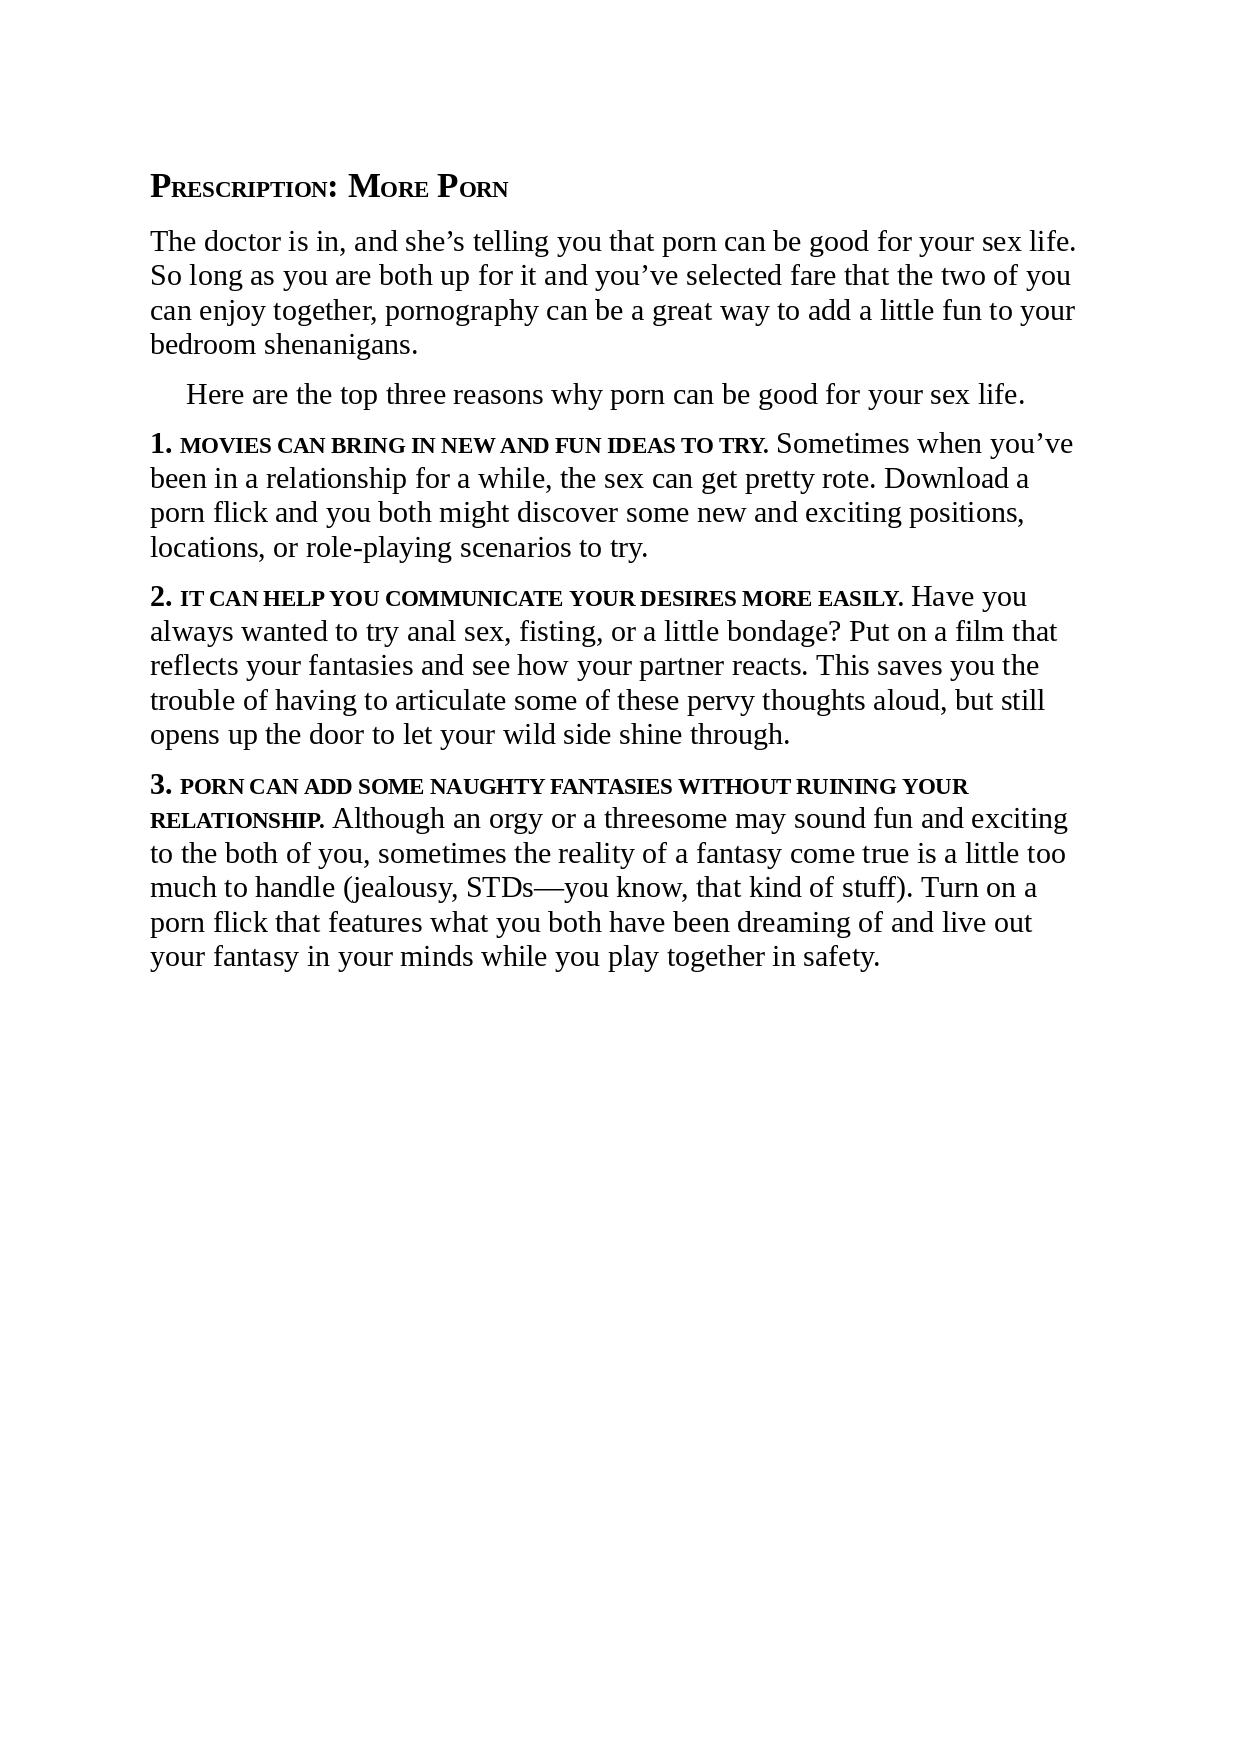 Prescription: More Porn
The doctor is in, and she’s telling you that porn can be good for your sex life.
So long as you are both up for it and you’ve selected fare that the two of you
can enjoy together, pornography can be a great way to add a little fun to your
bedroom shenanigans.
Here are the top three reasons why porn can be good for your sex life.
1. MOVIES CAN BRING IN NEW AND FUN IDEAS TO TRY. Sometimes when you’ve
been in a relationship for a while, the sex can get pretty rote. Download a
porn flick and you both might discover some new and exciting positions,
locations, or role-playing scenarios to try.
2. IT CAN HELP YOU COMMUNICATE YOUR DESIRES MORE EASILY. Have you
always wanted to try anal sex, fisting, or a little bondage? Put on a film that
reflects your fantasies and see how your partner reacts. This saves you the
trouble of having to articulate some of these pervy thoughts aloud, but still
opens up the door to let your wild side shine through.
3. PORN CAN ADD SOME NAUGHTY FANTASIES WITHOUT RUINING YOUR
RELATIONSHIP. Although an orgy or a threesome may sound fun and exciting
to the both of you, sometimes the reality of a fantasy come true is a little too
much to handle (jealousy, STDs—you know, that kind of stuff). Turn on a
porn flick that features what you both have been dreaming of and live out
your fantasy in your minds while you play together in safety.